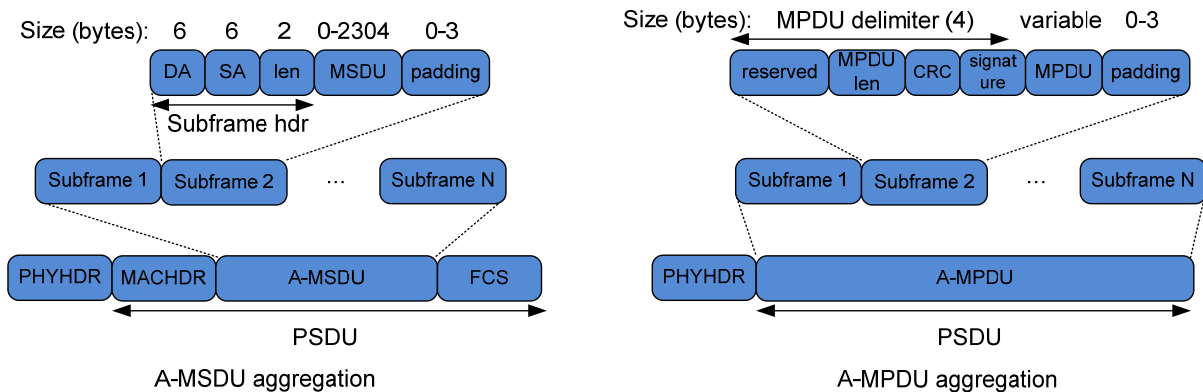 Size (bytes): 6 6 2 0-2304 0-3
DA SA len MSDU padding
Subframe hdr
Subframe 1 Subframe 2 ... Subframe N
PHYHDR MACHDR A-MSDU FCS
PSDU
A-MSDU aggregation
Size (bytes): MPDU delimiter (4) variable 0-3
reserved MPDU len CRC signat ure MPDU padding
Subframe 1 Subframe 2 ... Subframe N
PHYHDR A-MPDU
PSDU
A-MPDU aggregation